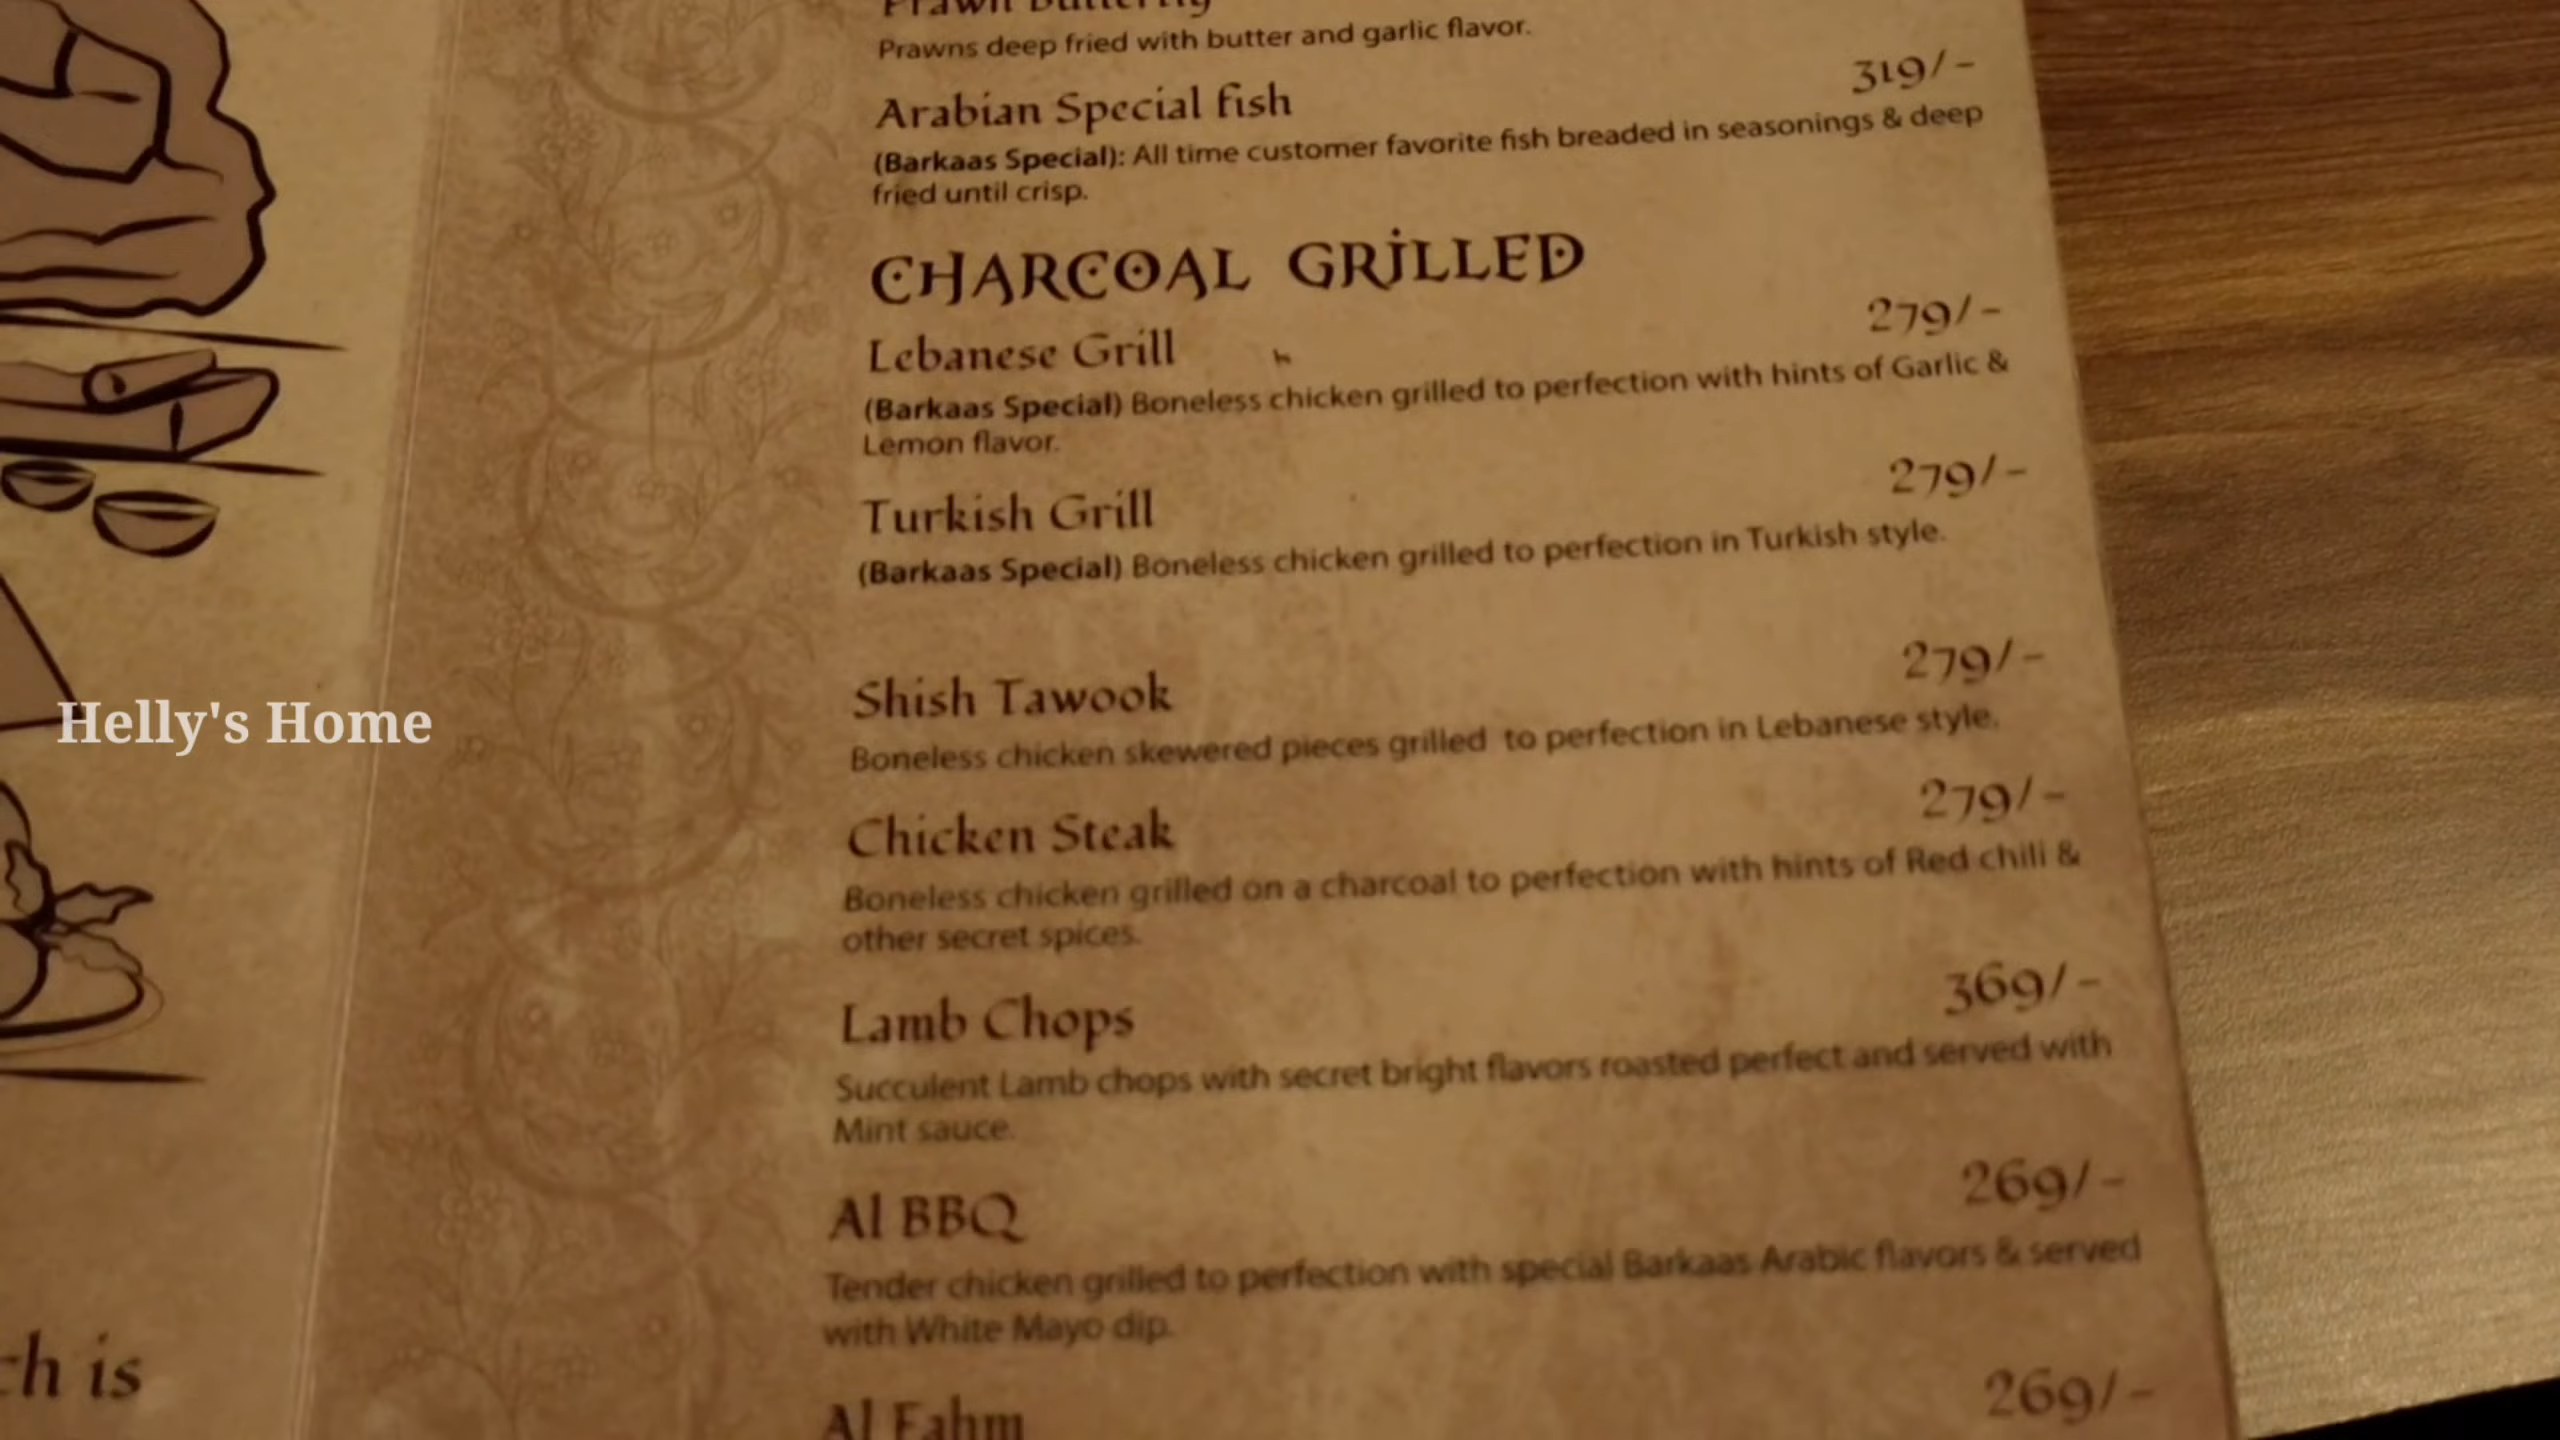 Prawn Butterfly
Prawns deep fried with butter and garlic flavor.
Arabian Special fish 319/-
(Barkaas Special): All time customer favorite fish breaded in seasonings & deep
fried until crisp.
CHARCOAL GRILLED
Lebanese Grill 279/-
(Barkaas Special) Boneless chicken grilled to perfection with hints of Garlic &
Lemon flavor.
Turkish Grill 279/-
(Barkaas Special) Boneless chicken grilled to perfection in Turkish style.
Shish Tawook 279/-
Boneless chicken skewered pieces grilled to perfection in Lebanese style.
Chicken Steak 279/-
Boneless chicken grilled on a charcoal to perfection with hints of Red chili &
other secret spices.
Lamb Chops 369/-
Succulent Lamb chops with secret bright flavors roasted perfect and served with
Mint sauce.
Al BBQ 269/-
Tender chicken grilled to perfection with special Barkaas Arabic flavors & served
with White Mayo dip.
Al Fahm 269/-
Helly's Home
ch is